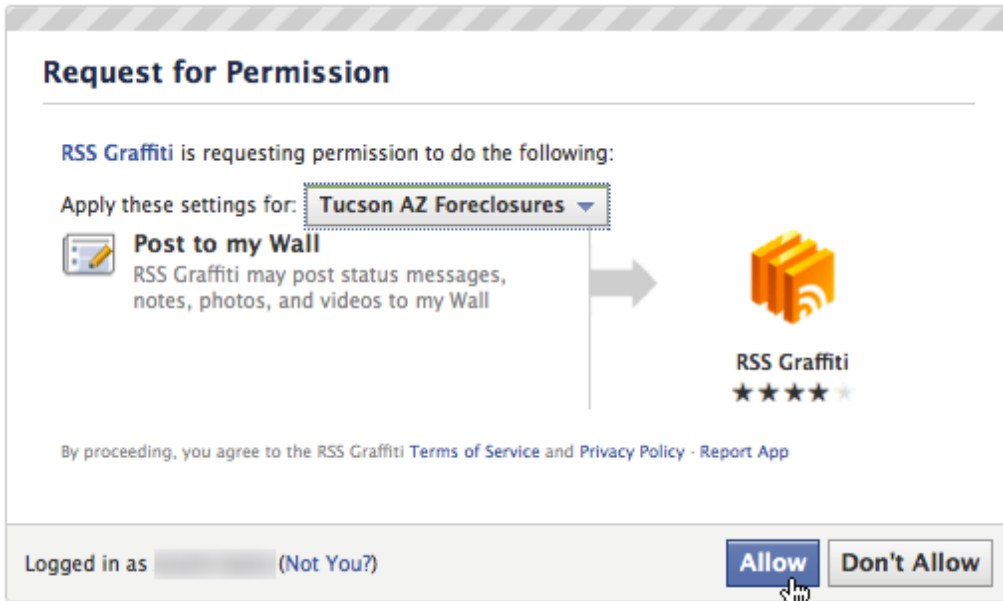 Request for Permission
RSS Graffiti is requesting permission to do the following:
Apply these settings for: Tucson AZ Foreclosures
Post to my Wall
RSS Graffiti may post status messages,
notes, photos, and videos to my Wall
RSS Graffiti
By proceeding, you agree to the RSS Graffiti Terms of Service and Privacy Policy · Report App
Logged in as (Not You?)
Allow
Don't Allow